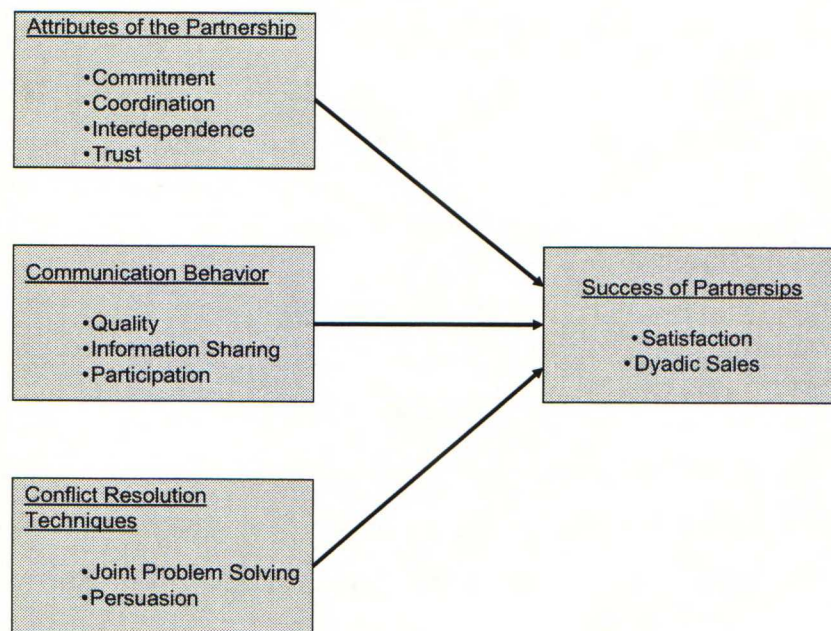 Attributes of the Partnership
•Commitment
•Coordination
•Interdependence
•Trust
Communication Behavior
•Quality
•Information Sharing
•Participation
Conflict Resolution
Techniques
•Joint Problem Solving
•Persuasion
Success of Partnersips
•Satisfaction
•Dyadic Sales